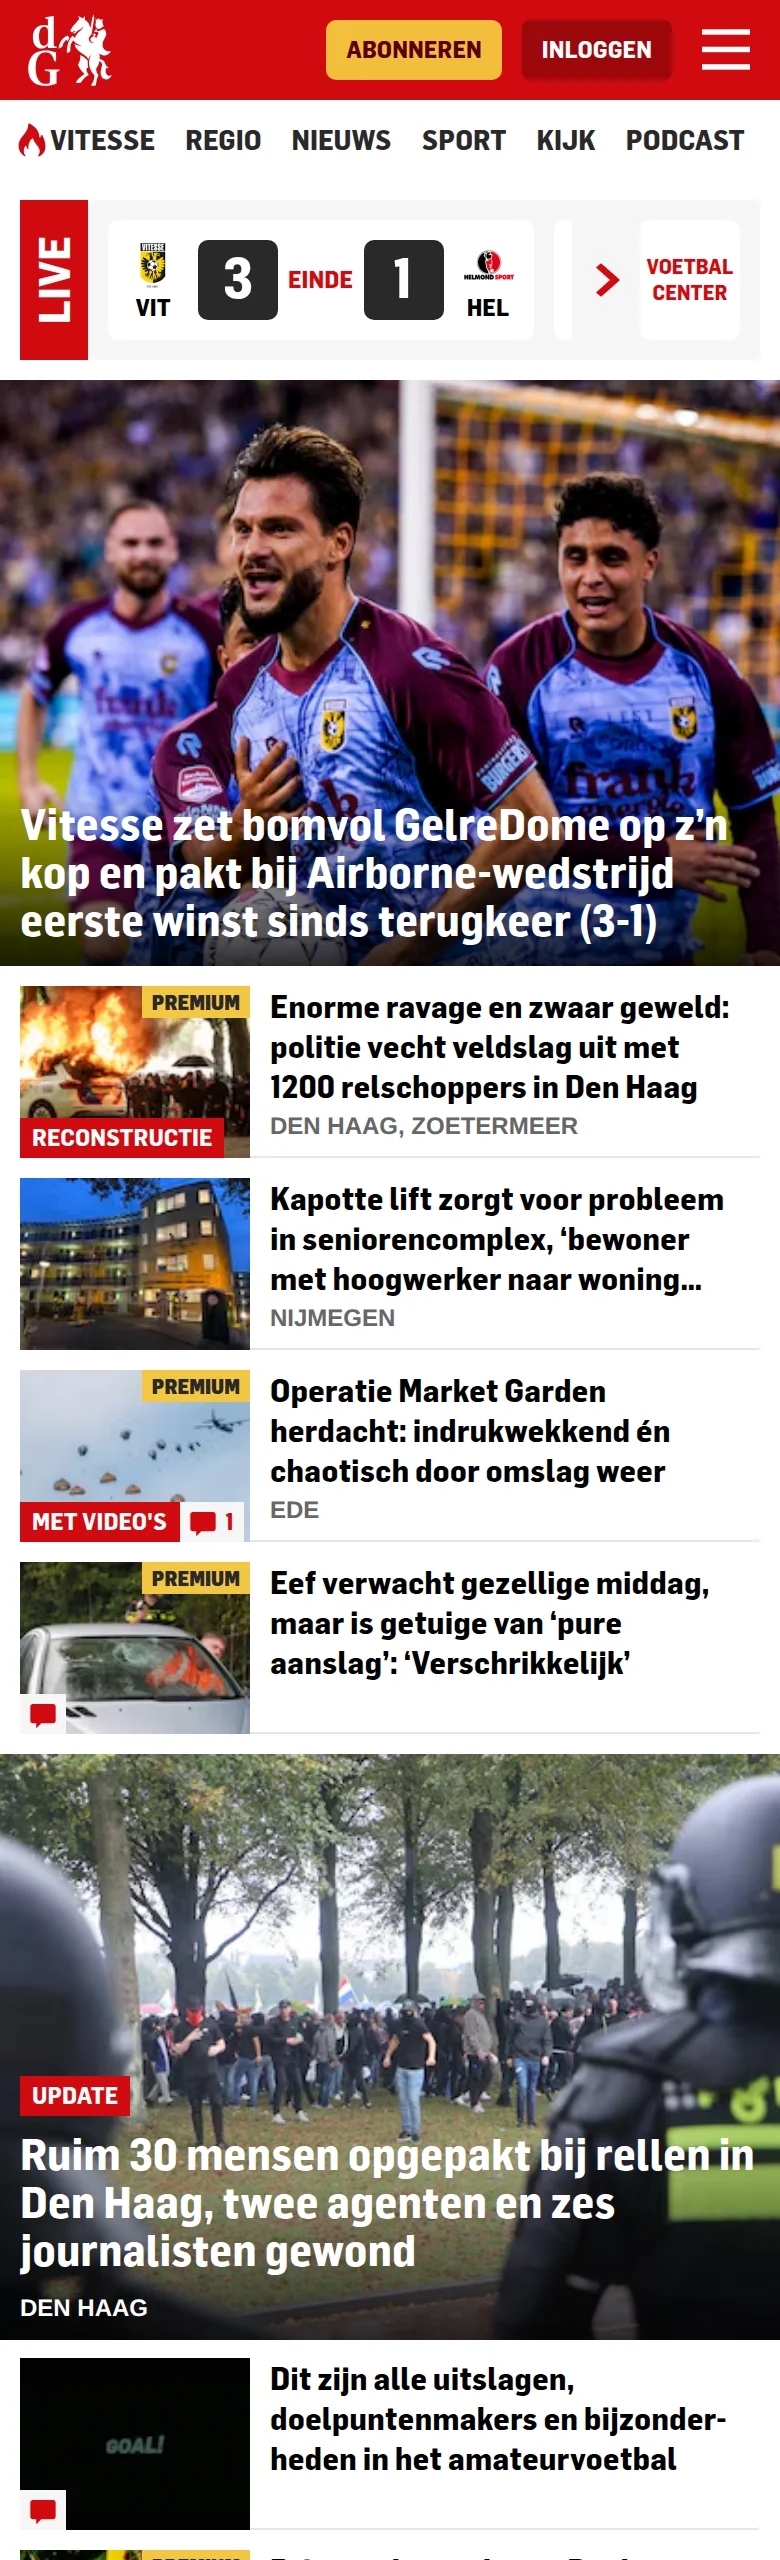 d
G
ABONNEREN
INLOGGEN
VITESSE REGIO NIEUWS SPORT KIJK PODCAST
LIVE
VITESSE
VIT
3
EINDE
1
HELMOND SPORT
HEL
VOETBAL
CENTER
Vitesse zet bomvol GelreDome op z’n
kop en pakt bij Airborne-wedstrijd
eerste winst sinds terugkeer (3-1)
PREMIUM
RECONSTRUCTIE
Enorme ravage en zwaar geweld:
politie vecht veldslag uit met
1200 relschoppers in Den Haag
DEN HAAG, ZOETERMEER
Kapotte lift zorgt voor probleem
in seniorencomplex, ‘bewoner
met hoogwerker naar woning...
NIJMEGEN
PREMIUM
MET VIDEO'S
1
Operatie Market Garden
herdacht: indrukwekkend én
chaotisch door omslag weer
EDE
PREMIUM
Eef verwacht gezellige middag,
maar is getuige van ‘pure
aanslag’: ‘Verschrikkelijk’
UPDATE
Ruim 30 mensen opgepakt bij rellen in
Den Haag, twee agenten en zes
journalisten gewond
DEN HAAG
GOAL!
Dit zijn alle uitslagen,
doelpuntenmakers en bijzonder-
heden in het amateurvoetbal